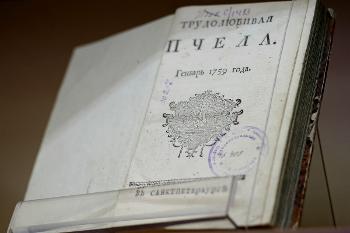 ТРУДОЛЮБИВАЯ
ПЧЕЛА.
Генварь 1759 года.
ВЪ САНКТПЕТЕРБУРГѢ